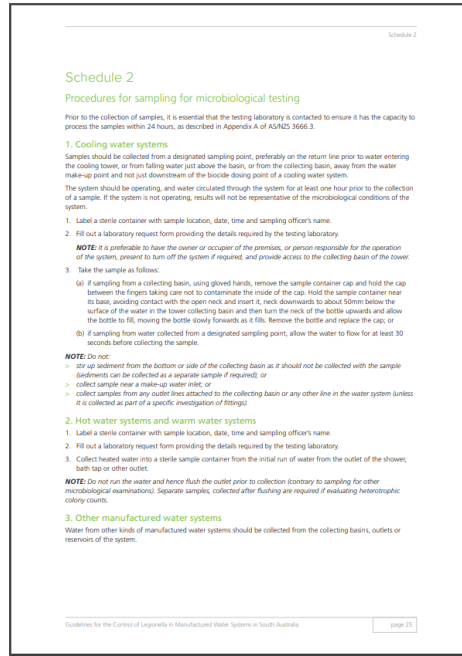 Schedule 2
Schedule 2
Procedures for sampling for microbiological testing
Prior to the collection of samples, it is essential that the testing laboratory is contacted to ensure it has the capacity to
process the samples within 24 hours, as described in Appendix A of AS/NZS 3666.3.
1. Cooling water systems
Samples should be collected from a designated sampling point, preferably on the return line prior to water entering
the cooling tower, or from falling water just above the basin, or from the collecting basin, away from the water
make-up point and not just downstream of the biocide dosing point of a cooling water system.
The system should be operating, and water circulated through the system for at least one hour prior to the collection
of a sample. If the system is not operating, results will not be representative of the microbiological conditions of the
system.
1. Label a sterile container with sample location, date, time and sampling officer's name.
2. Fill out a laboratory request form providing the details required by the testing laboratory.
NOTE: It is preferable to have the owner or occupier of the premises, or person responsible for the operation
of the system, present to turn off the system if required, and provide access to the collecting basin of the tower.
3. Take the sample as follows:
(a) if sampling from a collecting basin, using gloved hands, remove the sample container cap and hold the cap
between the fingers taking care not to contaminate the inside of the cap. Hold the sample container near
its base, avoiding contact with the open neck and insert it, neck downwards to about 50mm below the
surface of the water in the tower collecting basin and then turn the neck of the bottle upwards and allow
the bottle to fill, moving the bottle slowly forwards as it fills. Remove the bottle and replace the cap; or
(b) if sampling from water collected from a designated sampling point, allow the water to flow for at least 30
seconds before collecting the sample.
NOTE: Do not:
> stir up sediment from the bottom or side of the collecting basin as it should not be collected with the sample
(sediments can be collected as a separate sample if required); or
> collect sample near a make-up water inlet; or
> collect samples from any outlet lines attached to the collecting basin or any other line in the water system (unless
it is collected as part of a specific investigation of fittings).
2. Hot water systems and warm water systems
1. Label a sterile container with sample location, date, time and sampling officer's name.
2. Fill out a laboratory request form providing the details required by the testing laboratory.
3. Collect heated water into a sterile sample container from the initial run of water from the outlet of the shower,
bath tap or other outlet.
NOTE: Do not run the water and hence flush the outlet prior to collection (contrary to sampling for other
microbiological examinations). Separate samples, collected after flushing are required if evaluating heterotrophic
colony counts.
3. Other manufactured water systems
Water from other kinds of manufactured water systems should be collected from the collecting basins, outlets or
reservoirs of the system.
Guidelines for the Control of Legionella in Manufactured Water Systems in South Australia
page 25